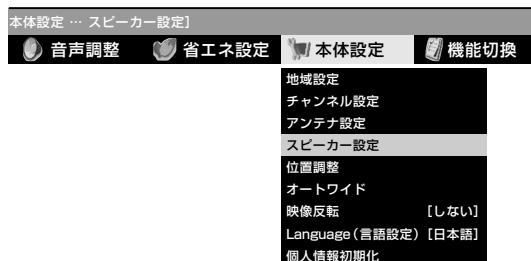 本体設定 … スピーカー設定]
音声調整 省エネ設定 本体設定 機能切換
地域設定
チャンネル設定
アンテナ設定
スピーカー設定
位置調整
オートワイド
映像反転 [しない]
Language(言語設定) [日本語]
個人情報初期化